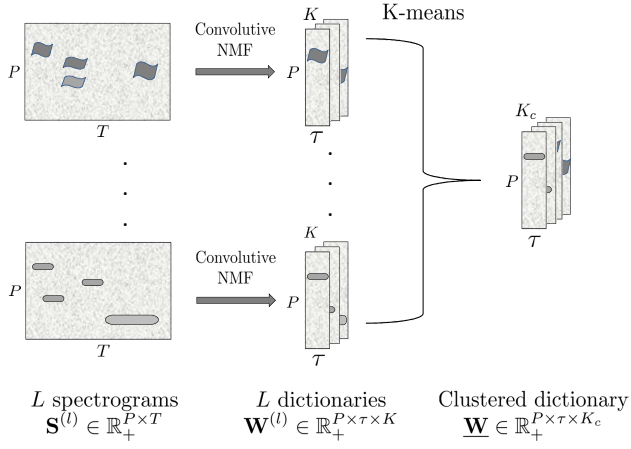 K-means
Convolutive
NMF
K
P
T
P
τ
K_c
P
τ
Convolutive
NMF
K
P
T
P
τ
L spectrograms
L dictionaries
Clustered dictionary
S^{(l)} ∈ ℝ_+^{P×T}
W^{(l)} ∈ ℝ_+^{P×τ×K}
W ∈ ℝ_+^{P×τ×K_c}